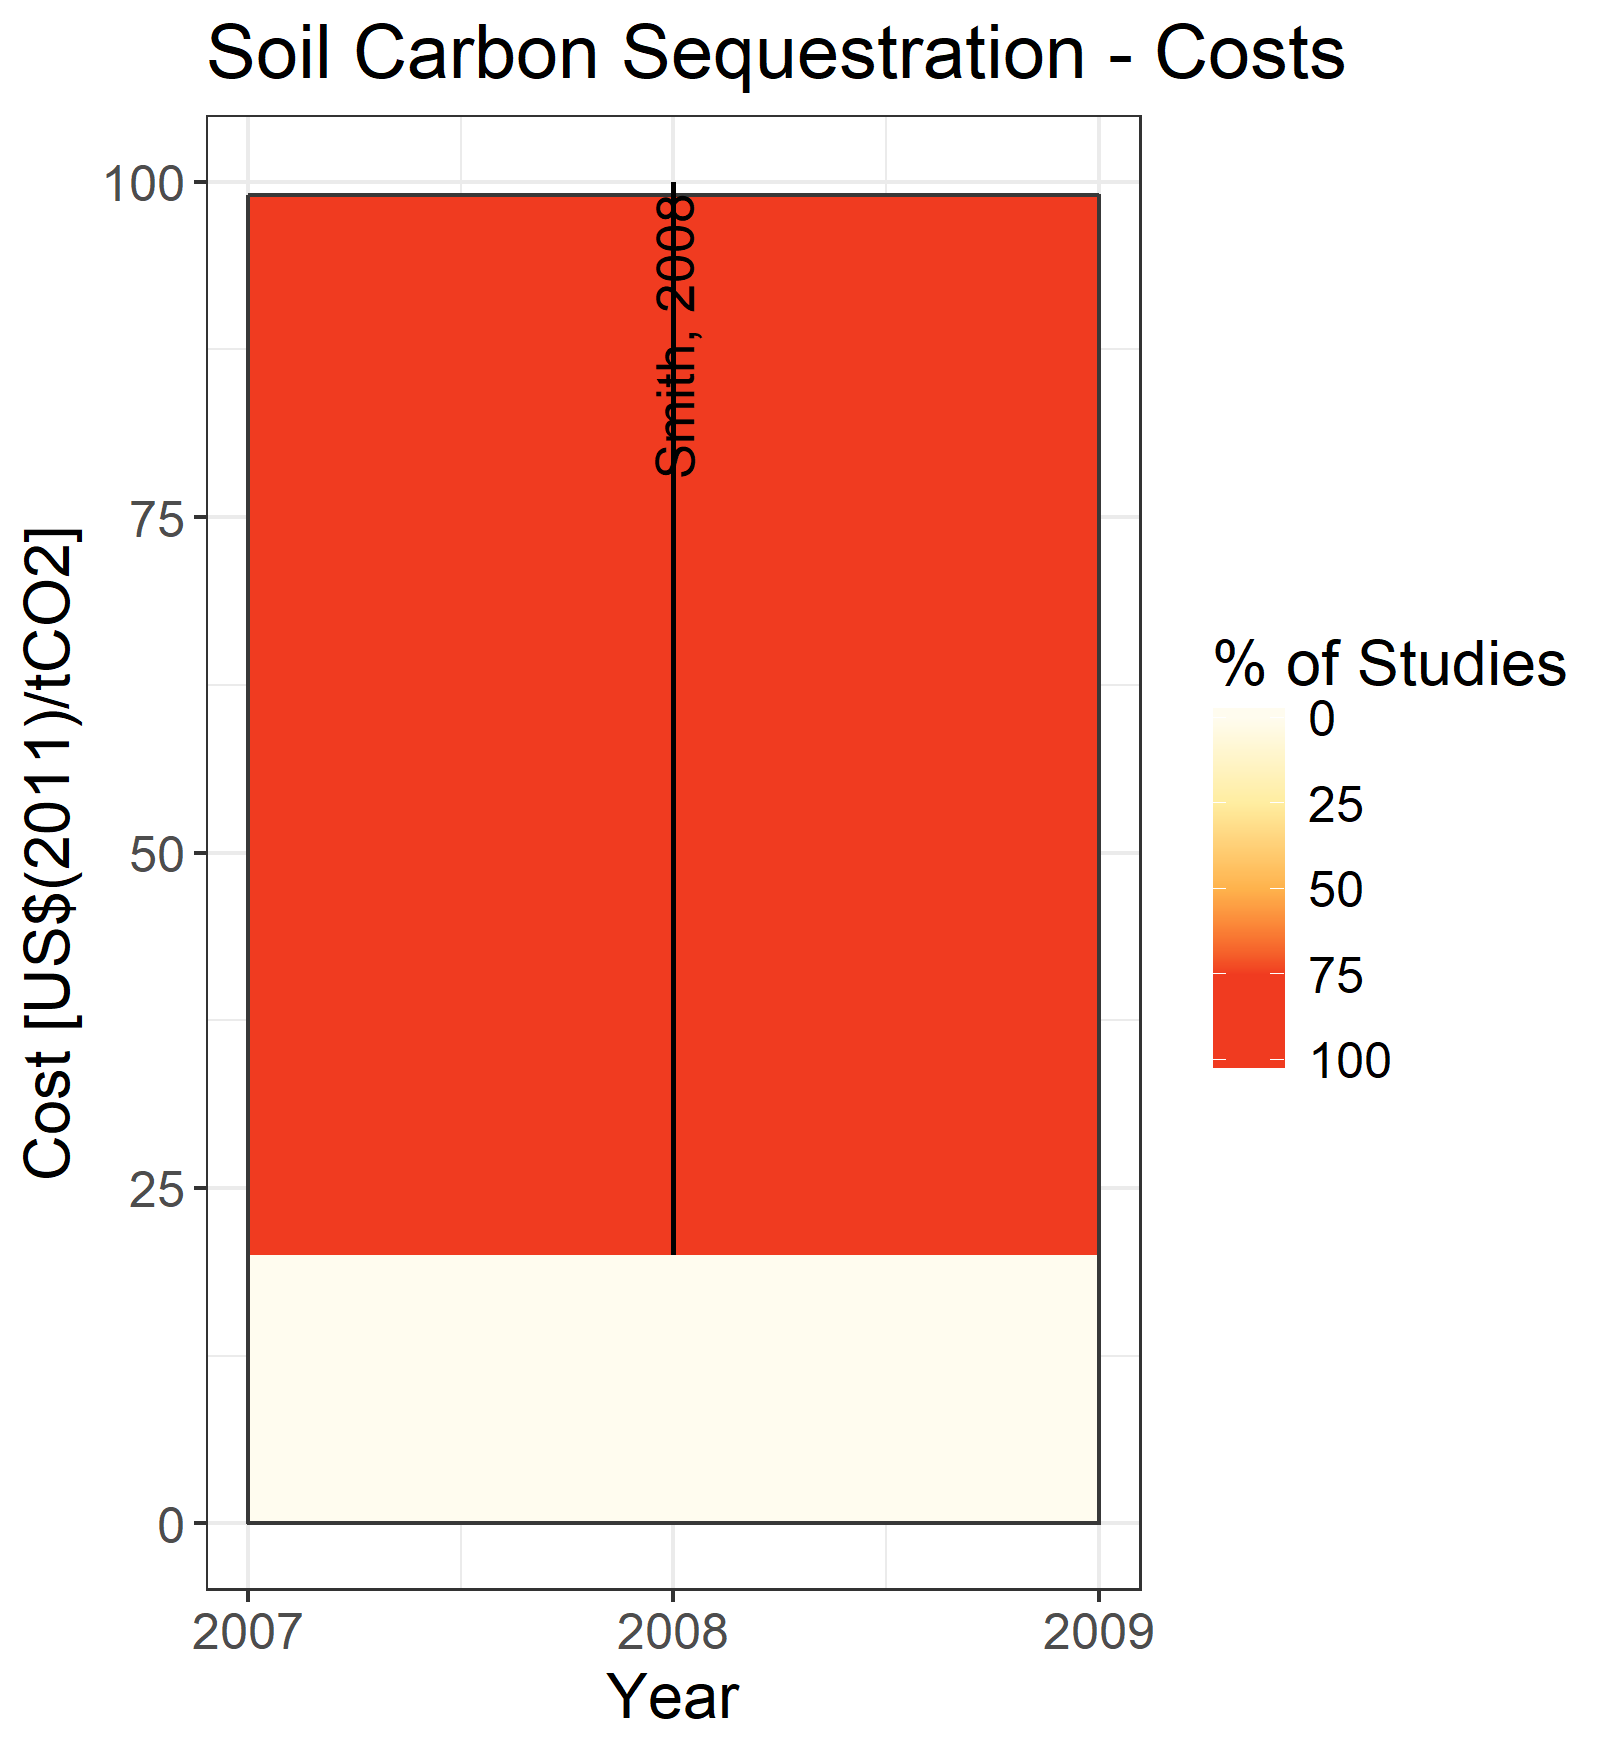 Soil Carbon Sequestration - Costs
Cost [US$(2011)/tCO2]
100
75
50
25
0
Smith, 2008
2007
2008
2009
Year
% of Studies
0
25
50
75
100